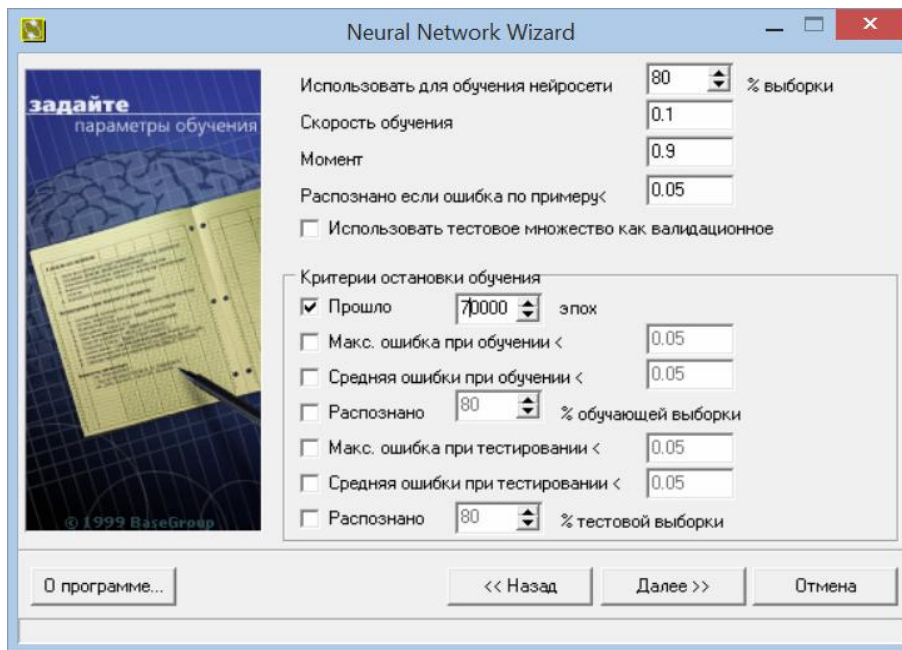 Neural Network Wizard
задайте
параметры обучения
© 1999 BaseGroup
Использовать для обучения нейросети 80 % выборки
Скорость обучения 0.1
Момент 0.9
Распознано если ошибка по примеру< 0.05
Использовать тестовое множество как валидационное
Критерии остановки обучения
Прошло 70000 эпох
Макс. ошибка при обучении < 0.05
Средняя ошибки при обучении < 0.05
Распознано 80 % обучающей выборки
Макс. ошибка при тестировании < 0.05
Средняя ошибки при тестировании < 0.05
Распознано 80 % тестовой выборки
О программе... << Назад Далее >> Отмена